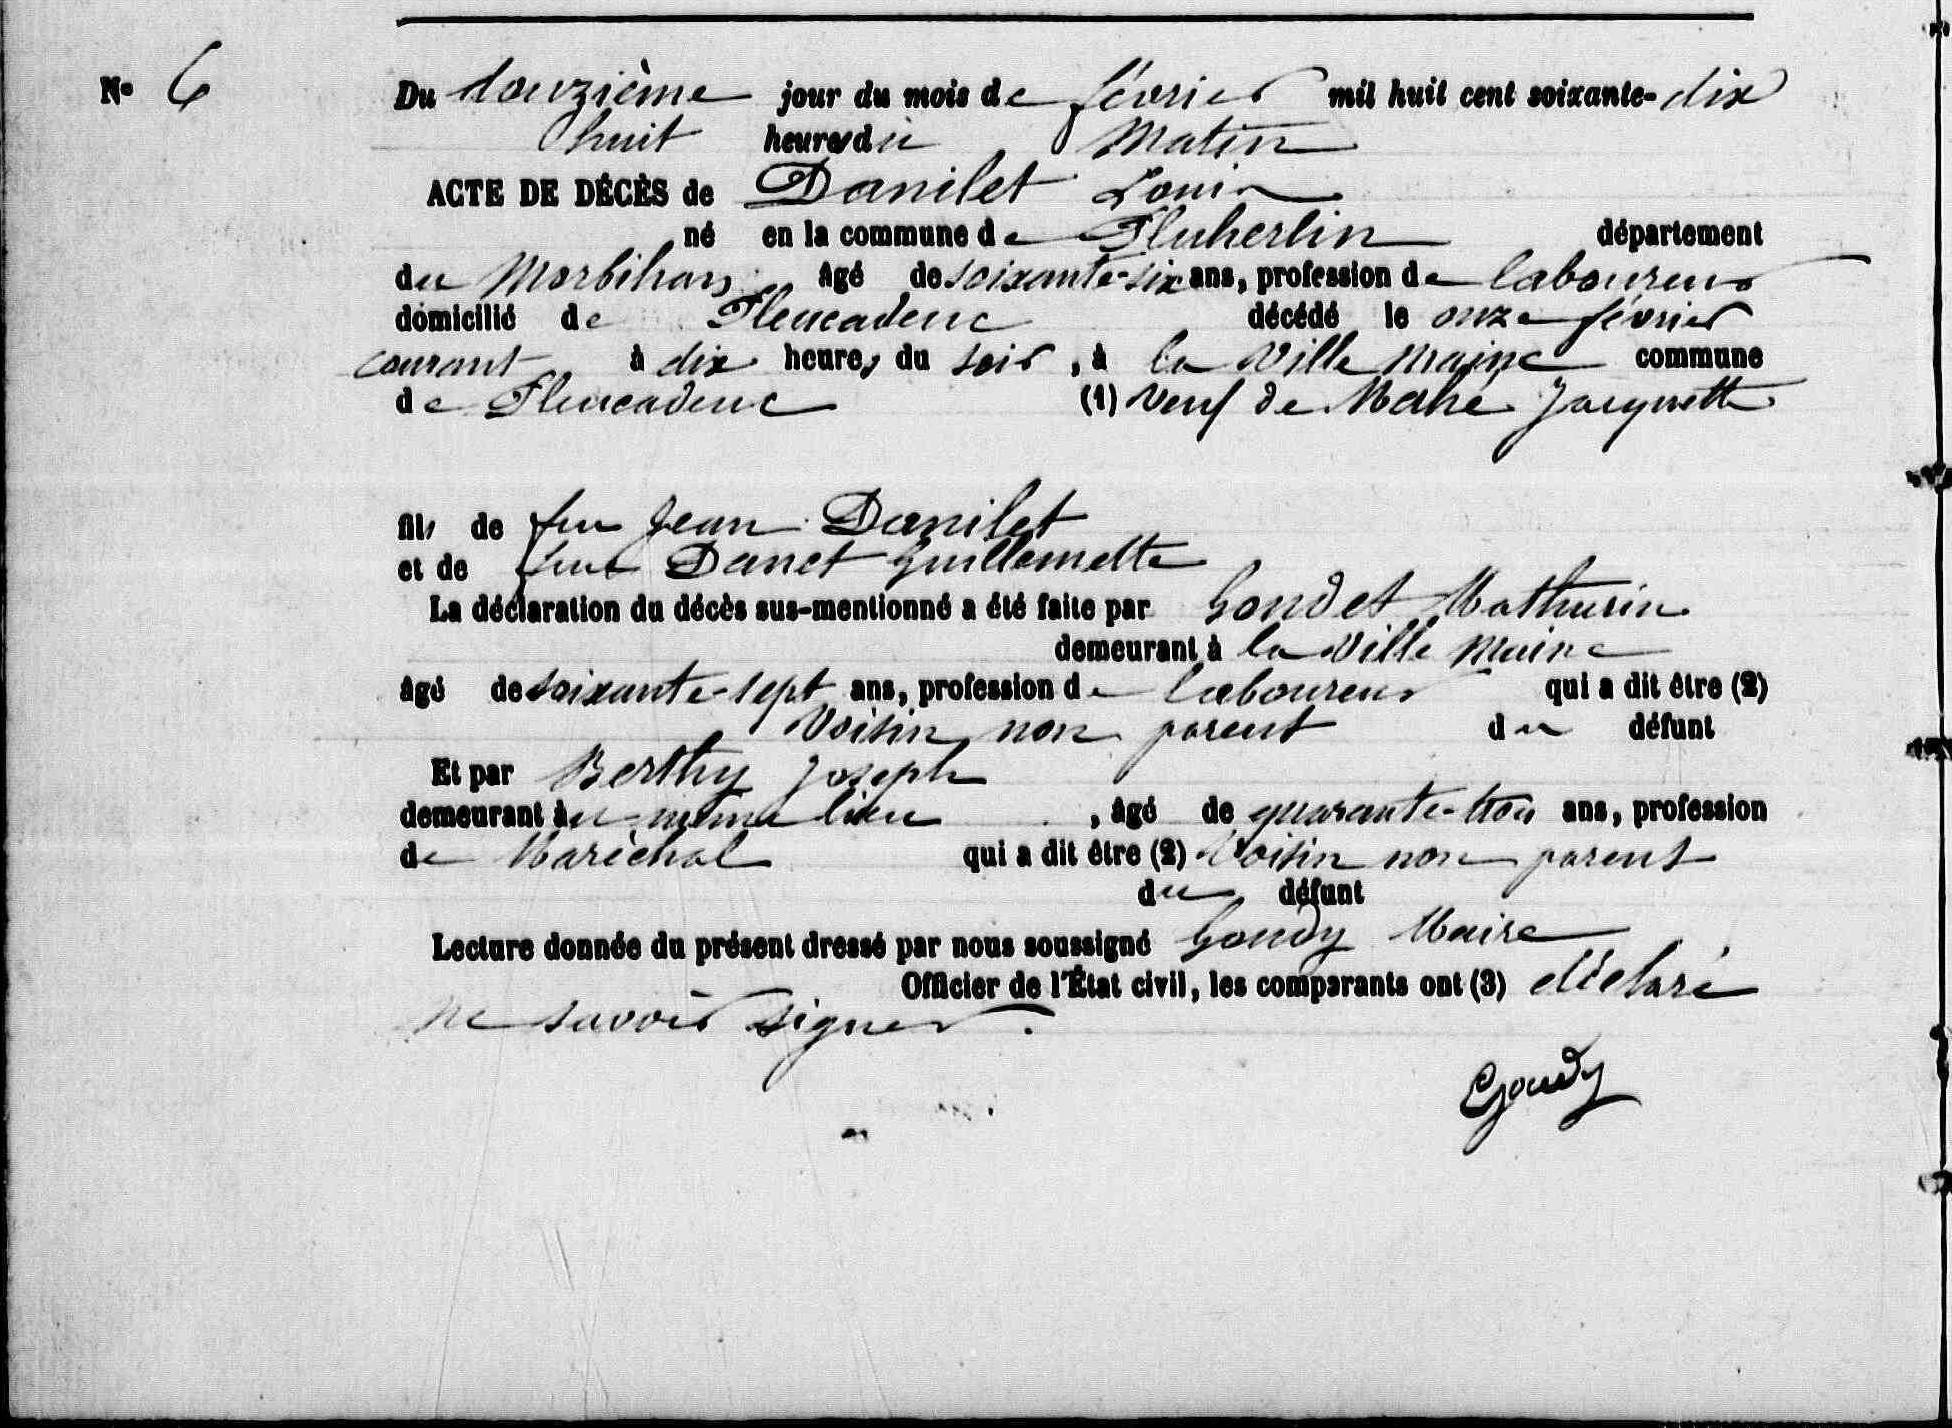 N° 6
Du douzième jour du mois de février mil huit cent soixante-dix
huit heures du Matin
ACTE DE DÉCÈS de Danilet Louis
né en la commune de Pluherlin département
du Morbihan, âgé de soixante-six ans, profession de laboureur
domicilié de Pleucadeuc décédé le onze février
courant à dix heures du soir, à la Ville Maine commune
de Pleucadeuc (1) Veuf de Mahé Jacquette
fils de feu Jean Danilet
et de feue Danet Guillemette
La déclaration du décès sus-mentionné a été faite par Gondet Mathurin
demeurant à la Ville Maine
âgé de soixante-sept ans, profession de laboureur qui a dit être (2)
Voisin non parent du défunt
Et par Berthy Joseph
demeurant au même lieu, âgé de quarante-trois ans, profession
de Maréchal qui a dit être (2) Voisin non parent
du défunt
Lecture donnée du présent dressé par nous soussigné Goudy Maire
Officier de l'État civil, les comparants ont (3) déclaré
ne savoir signer.
Goudy